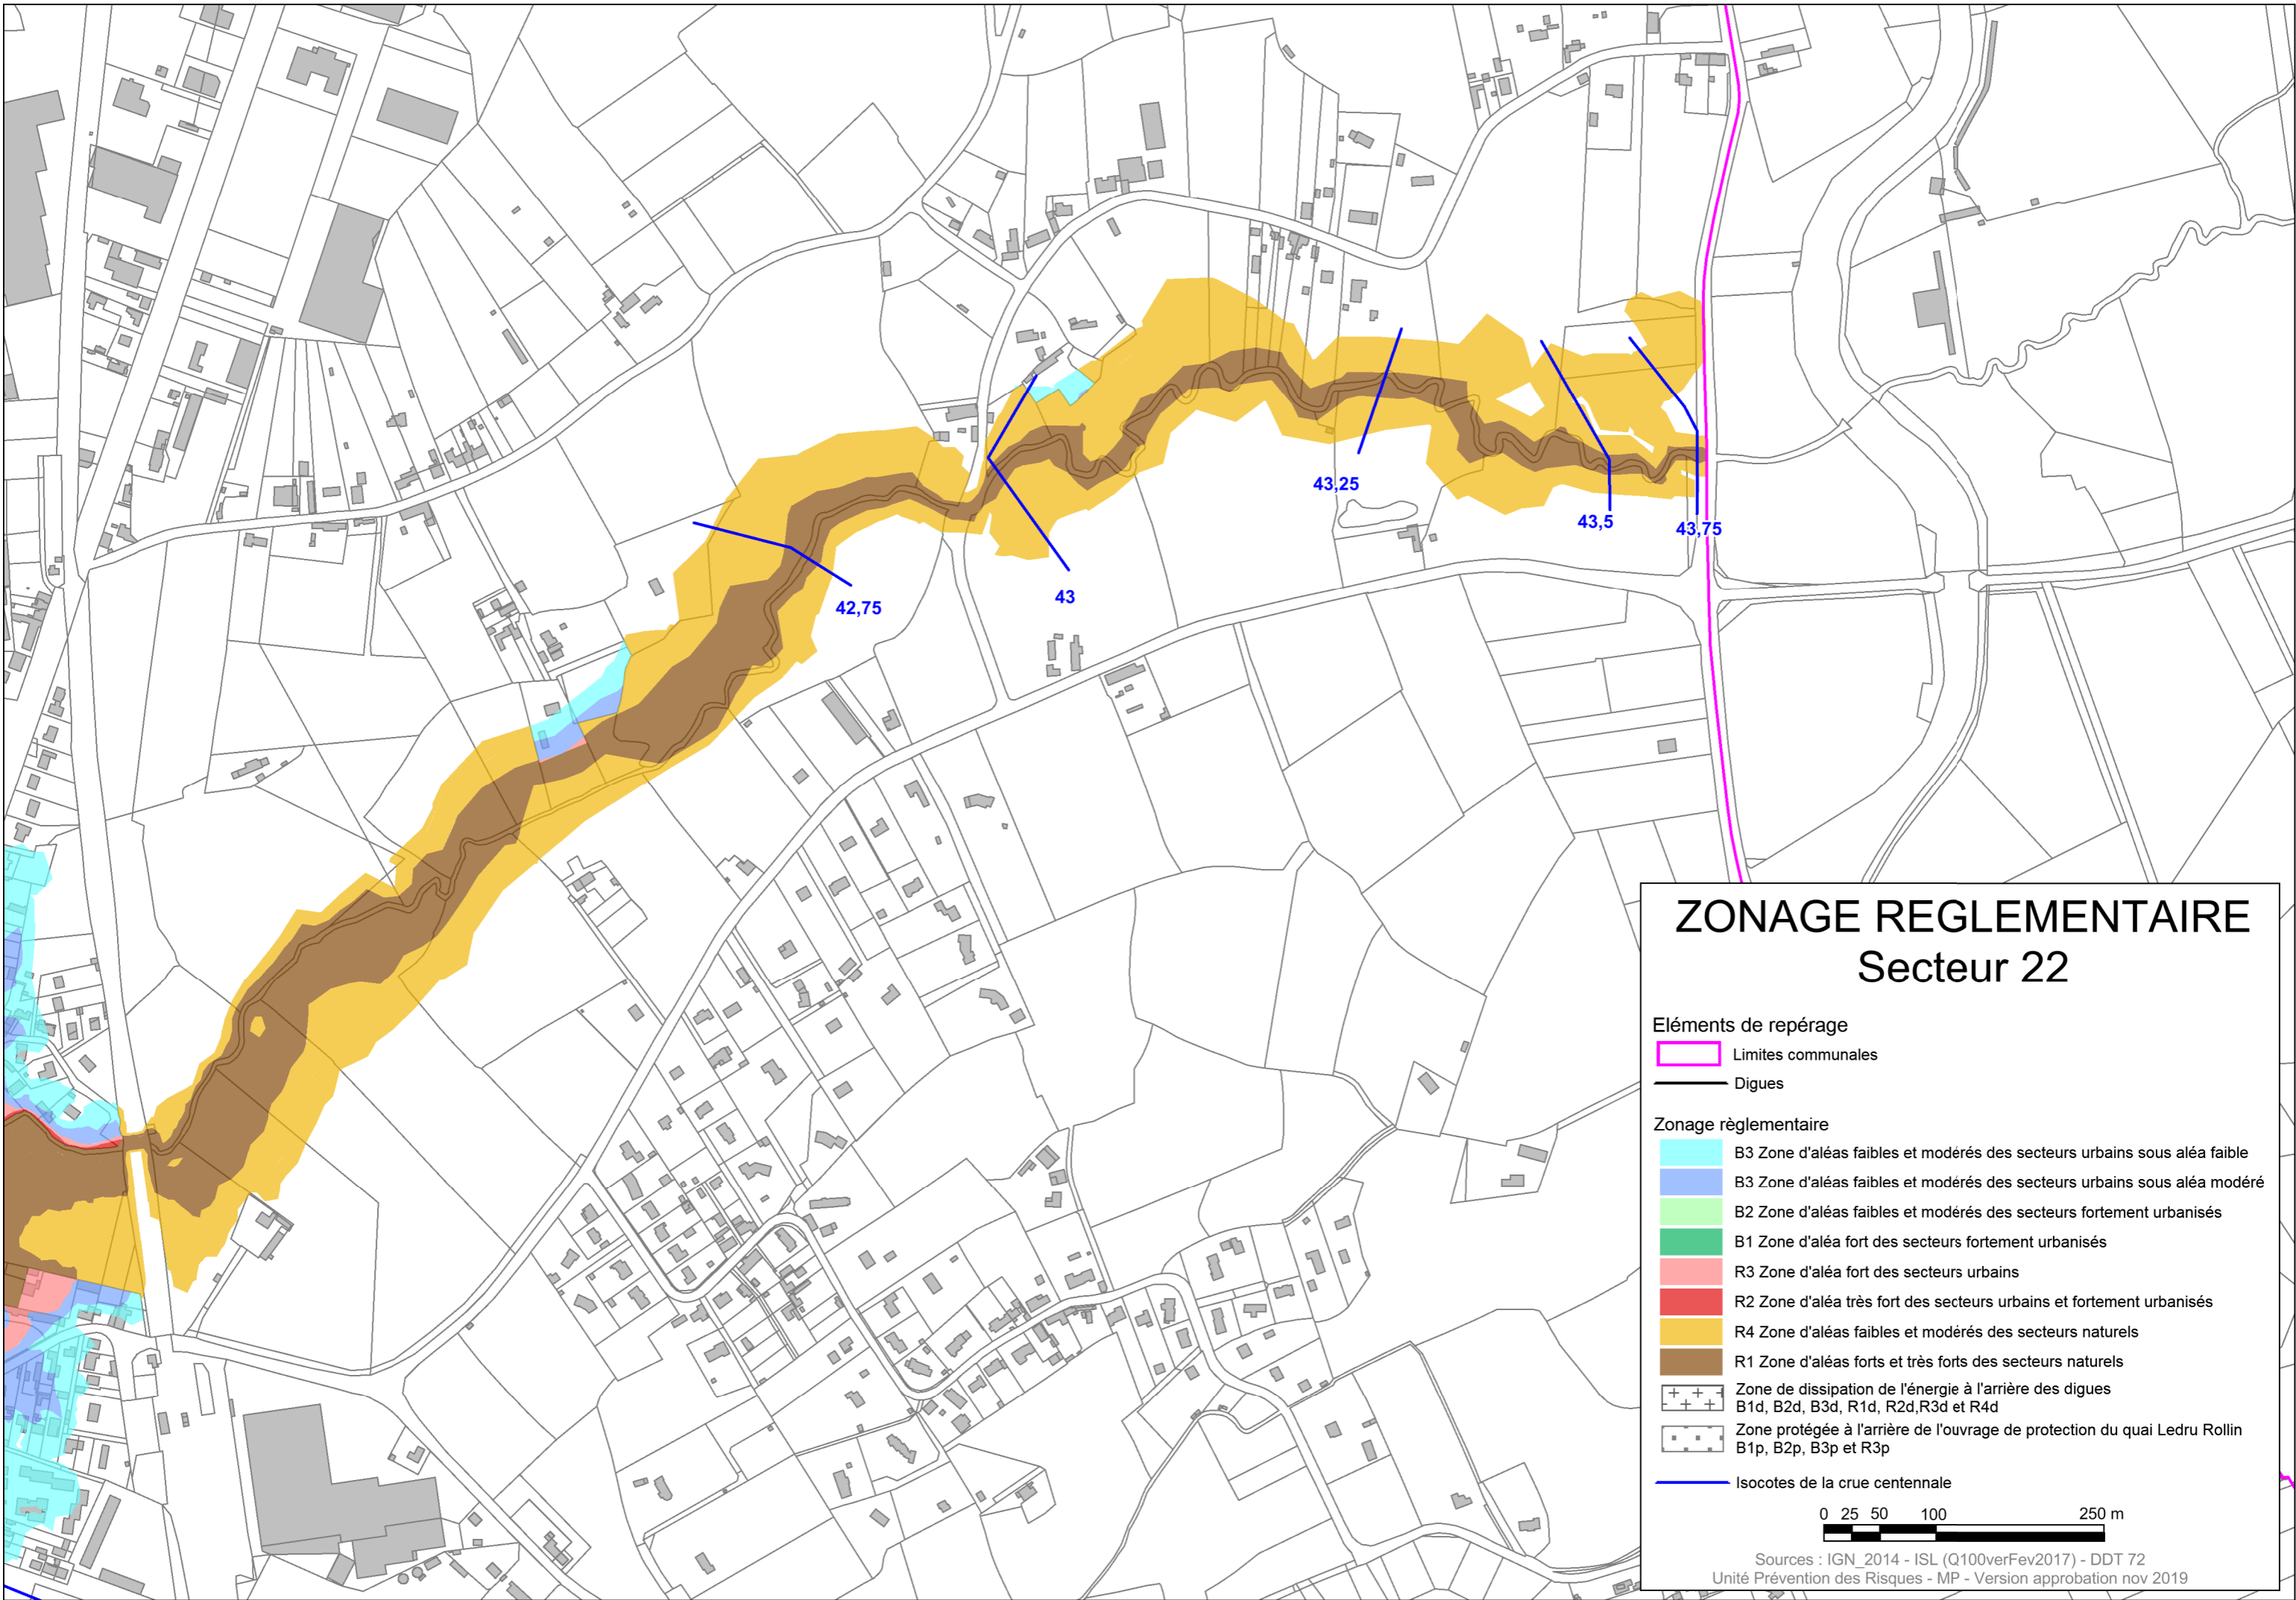 43,25
43,5
43,75
42,75
43
ZONAGE REGLEMENTAIRE
Secteur 22
Eléments de repérage
Limites communales
Digues
Zonage règlementaire
B3 Zone d'aléas faibles et modérés des secteurs urbains sous aléa faible
B3 Zone d'aléas faibles et modérés des secteurs urbains sous aléa modéré
B2 Zone d'aléas faibles et modérés des secteurs fortement urbanisés
B1 Zone d'aléa fort des secteurs fortement urbanisés
R3 Zone d'aléa fort des secteurs urbains
R2 Zone d'aléa très fort des secteurs urbains et fortement urbanisés
R4 Zone d'aléas faibles et modérés des secteurs naturels
R1 Zone d'aléas forts et très forts des secteurs naturels
Zone de dissipation de l'énergie à l'arrière des digues
B1d, B2d, B3d, R1d, R2d,R3d et R4d
Zone protégée à l'arrière de l'ouvrage de protection du quai Ledru Rollin
B1p, B2p, B3p et R3p
Isocotes de la crue centennale
0 25 50 100 250 m
Sources : IGN_2014 - ISL (Q100verFev2017) - DDT 72
Unité Prévention des Risques - MP - Version approbation nov 2019